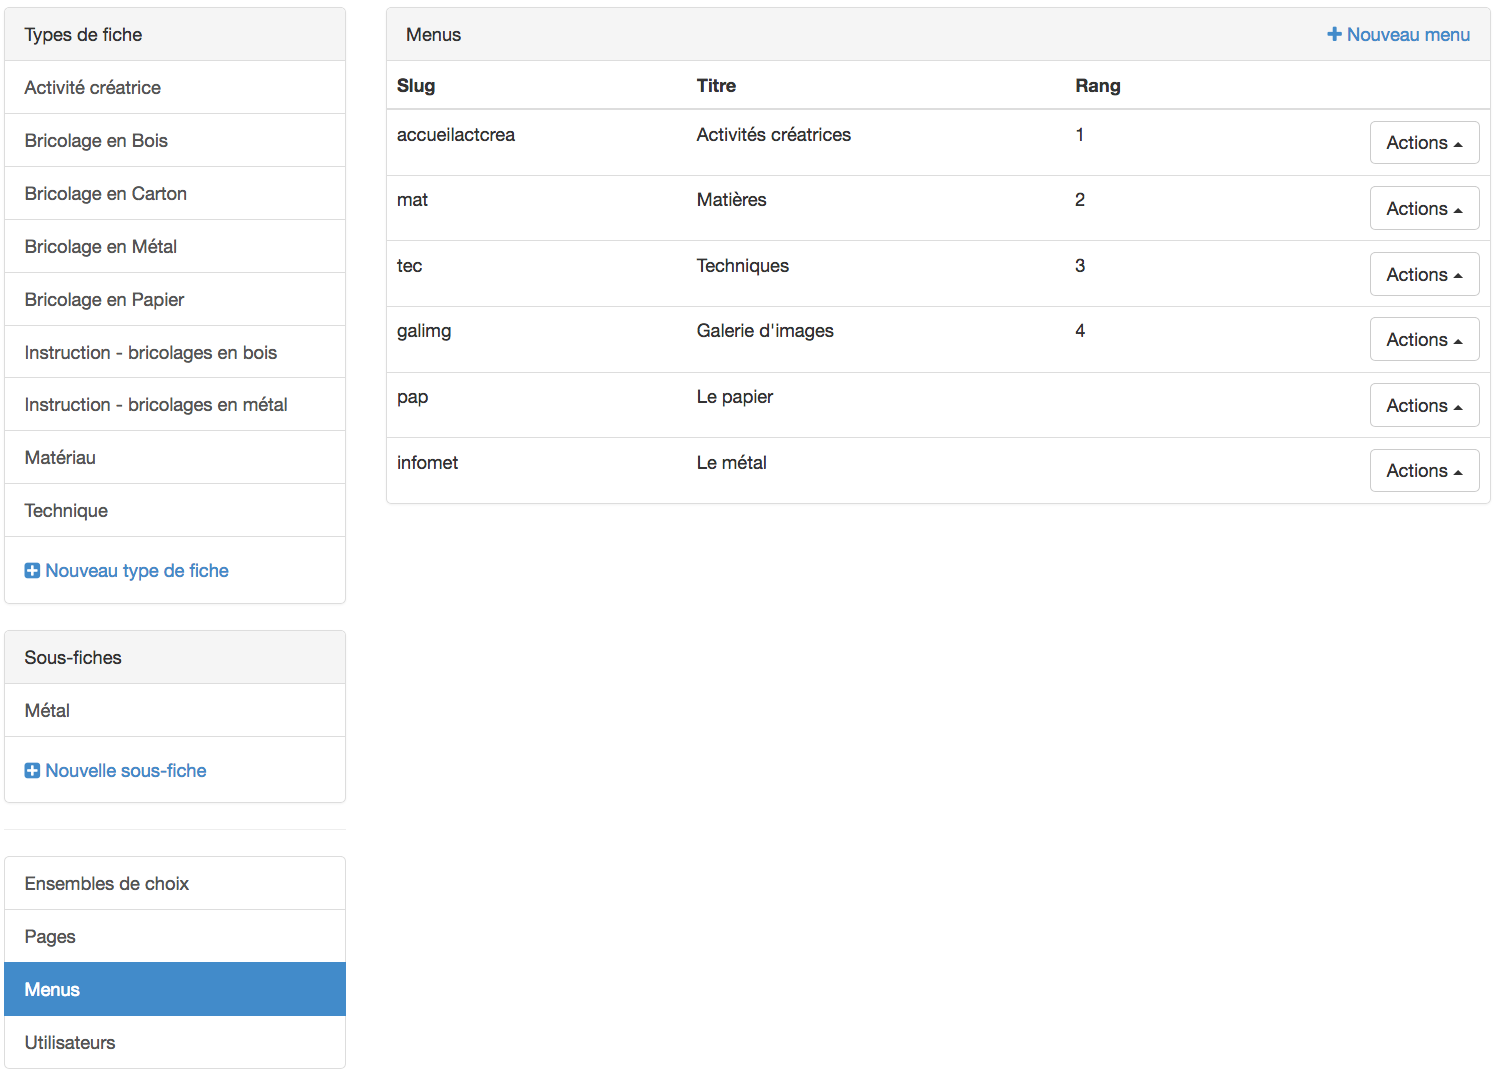 Types de fiche
Activité créatrice
Bricolage en Bois
Bricolage en Carton
Bricolage en Métal
Bricolage en Papier
Instruction - bricolages en bois
Instruction - bricolages en métal
Matériau
Technique
Nouveau type de fiche
Sous-fiches
Métal
Nouvelle sous-fiche
Ensembles de choix
Pages
Menus
Utilisateurs
Menus Nouveau menu
Slug Titre Rang
accueilactcrea Activités créatrices 1 Actions
mat Matières 2 Actions
tec Techniques 3 Actions
galimg Galerie d'images 4 Actions
pap Le papier Actions
infomet Le métal Actions